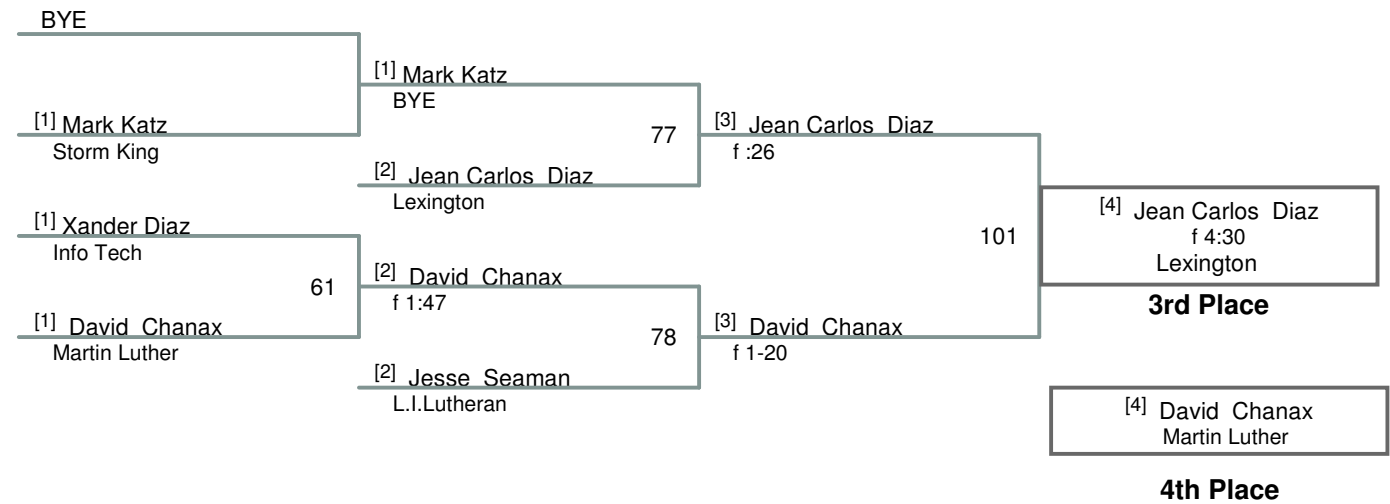 BYE
[1] Mark Katz
Storm King
[1] Xander Diaz
Info Tech
61
[1] David Chanax
Martin Luther
[1] Mark Katz
BYE
77
[2] Jean Carlos Diaz
Lexington
[2] David Chanax
f 1:47
78
[2] Jesse Seaman
L.I.Lutheran
[3] Jean Carlos Diaz
f :26
101
[3] David Chanax
f 1-20
[4] Jean Carlos Diaz
f 4:30
Lexington
3rd Place
[4] David Chanax
Martin Luther
4th Place